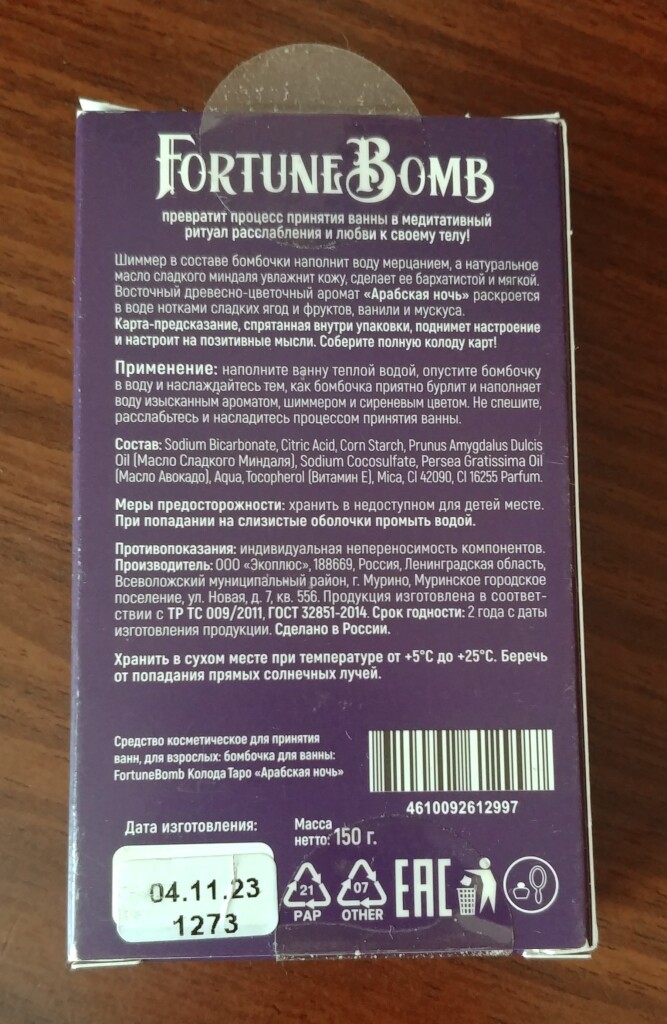 FORTUNE BOMB
превратит процесс принятия ванны в медитативный
ритуал расслабления и любви к своему телу!
Шиммер в составе бомбочки наполнит воду мерцанием, а натуральное
масло сладкого миндаля увлажнит кожу, сделает ее бархатистой и мягкой.
Восточный древесно-цветочный аромат «Арабская ночь» раскроется
в воде нотками сладких ягод и фруктов, ванили и мускуса.
Карта-предсказание, спрятанная внутри упаковки, поднимет настроение
и настроит на позитивные мысли. Соберите полную колоду карт!
Применение: наполните ванну теплой водой, опустите бомбочку
в воду и наслаждайтесь тем, как бомбочка приятно бурлит и наполняет
воду изысканным ароматом, шиммером и сиреневым цветом. Не спешите,
расслабьтесь и насладитесь процессом принятия ванны.
Состав: Sodium Bicarbonate, Citric Acid, Corn Starch, Prunus Amygdalus Dulcis
Oil (Масло Сладкого Миндаля), Sodium Cocosulfate, Persea Gratissima Oil
(Масло Авокадо), Aqua, Tocopherol (Витамин Е), Mica, CI 42090, CI 16255 Parfum.
Меры предосторожности: хранить в недоступном для детей месте.
При попадании на слизистые оболочки промыть водой.
Противопоказания: индивидуальная непереносимость компонентов.
Производитель: ООО «Экоплюс», 188669, Россия, Ленинградская область,
Всеволожский муниципальный район, г. Мурино, Муринское городское
поселение, ул. Новая, д. 7, кв. 556. Продукция изготовлена в соответ-
ствии с ТР ТС 009/2011, ГОСТ 32851-2014. Срок годности: 2 года с даты
изготовления продукции. Сделано в России.
Хранить в сухом месте при температуре от +5°С до +25°С. Беречь
от попадания прямых солнечных лучей.
Средство косметическое для принятия
ванн, для взрослых: бомбочка для ванны:
FortuneBomb Колода Таро «Арабская ночь»
4610092612997
Дата изготовления:
Масса
нетто: 150 г.
04.11.23
1273
21
PAP
07
OTHER
EAC